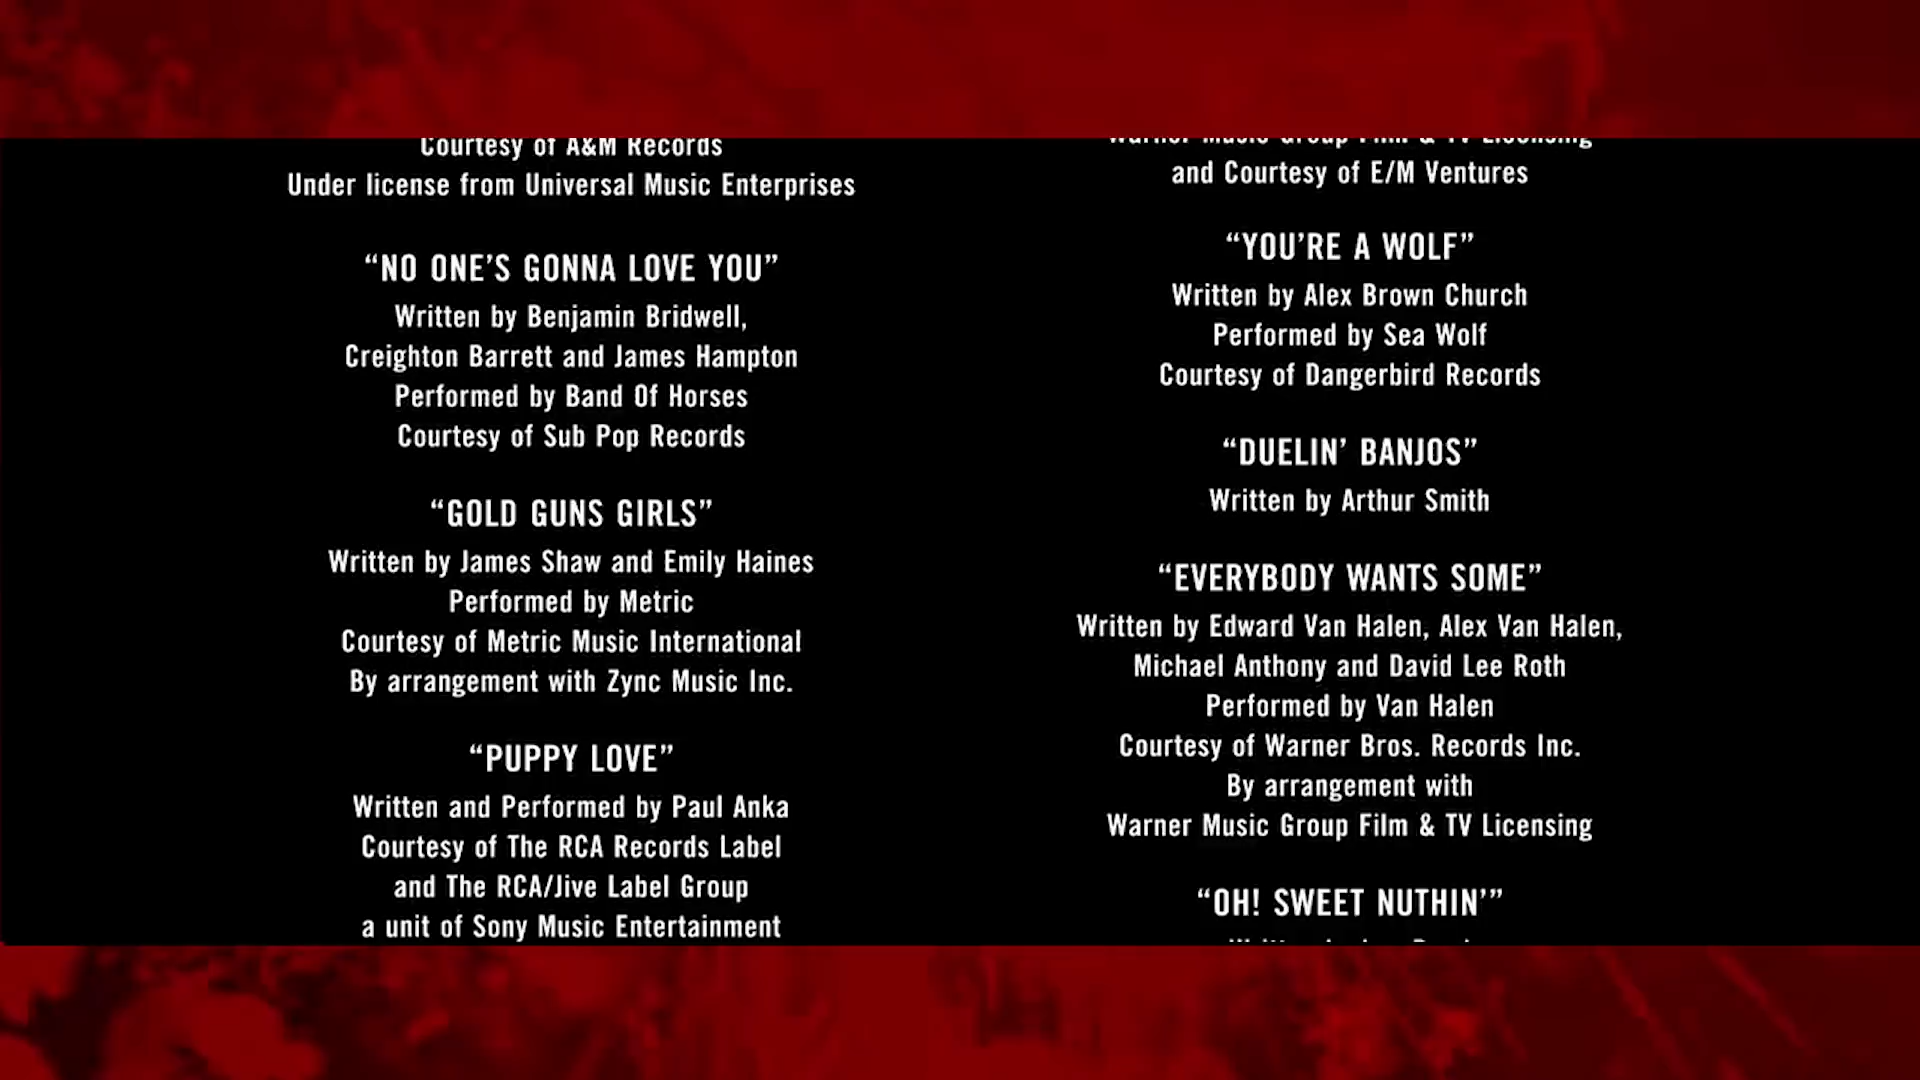 Courtesy of A&M Records
Under license from Universal Music Enterprises
“NO ONE’S GONNA LOVE YOU”
Written by Benjamin Bridwell,
Creighton Barrett and James Hampton
Performed by Band Of Horses
Courtesy of Sub Pop Records
“GOLD GUNS GIRLS”
Written by James Shaw and Emily Haines
Performed by Metric
Courtesy of Metric Music International
By arrangement with Zync Music Inc.
“PUPPY LOVE”
Written and Performed by Paul Anka
Courtesy of The RCA Records Label
and The RCA/Jive Label Group
a unit of Sony Music Entertainment
Warner Music Group Film & TV Licensing
and Courtesy of E/M Ventures
“YOU’RE A WOLF”
Written by Alex Brown Church
Performed by Sea Wolf
Courtesy of Dangerbird Records
“DUELIN’ BANJOS”
Written by Arthur Smith
“EVERYBODY WANTS SOME”
Written by Edward Van Halen, Alex Van Halen,
Michael Anthony and David Lee Roth
Performed by Van Halen
Courtesy of Warner Bros. Records Inc.
By arrangement with
Warner Music Group Film & TV Licensing
“OH! SWEET NUTHIN’”